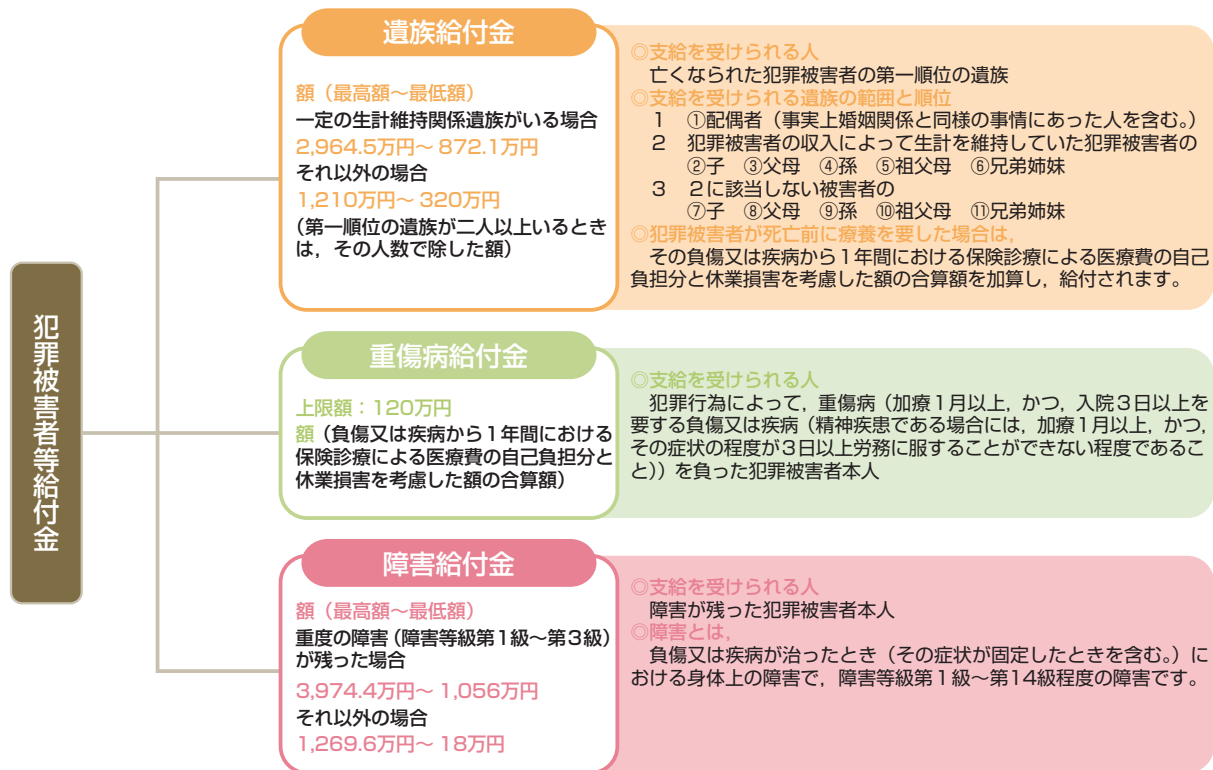 犯罪被害者等給付金
遺族給付金
額（最高額～最低額）
一定の生計維持関係遺族がいる場合
2,964.5万円～ 872.1万円
それ以外の場合
1,210万円～ 320万円
（第一順位の遺族が二人以上いるとき
は，その人数で除した額）
◎支給を受けられる人
亡くなられた犯罪被害者の第一順位の遺族
◎支給を受けられる遺族の範囲と順位
1　①配偶者（事実上婚姻関係と同様の事情にあった人を含む。）
2　犯罪被害者の収入によって生計を維持していた犯罪被害者の
②子　③父母　④孫　⑤祖父母　⑥兄弟姉妹
3　2に該当しない被害者の
⑦子　⑧父母　⑨孫　⑩祖父母　⑪兄弟姉妹
◎犯罪被害者が死亡前に療養を要した場合は，
その負傷又は疾病から1年間における保険診療による医療費の自己
負担分と休業損害を考慮した額の合算額を加算し，給付されます。
重傷病給付金
上限額：120万円
額（負傷又は疾病から1年間における
保険診療による医療費の自己負担分と
休業損害を考慮した額の合算額）
◎支給を受けられる人
犯罪行為によって，重傷病（加療1月以上，かつ，入院3日以上を
要する負傷又は疾病（精神疾患である場合には，加療1月以上，かつ，
その症状の程度が3日以上労務に服することができない程度であるこ
と））を負った犯罪被害者本人
障害給付金
額（最高額～最低額）
重度の障害（障害等級第1級～第3級）
が残った場合
3,974.4万円～ 1,056万円
それ以外の場合
1,269.6万円～ 18万円
◎支給を受けられる人
障害が残った犯罪被害者本人
◎障害とは，
負傷又は疾病が治ったとき（その症状が固定したときを含む。）に
おける身体上の障害で，障害等級第1級～第14級程度の障害です。